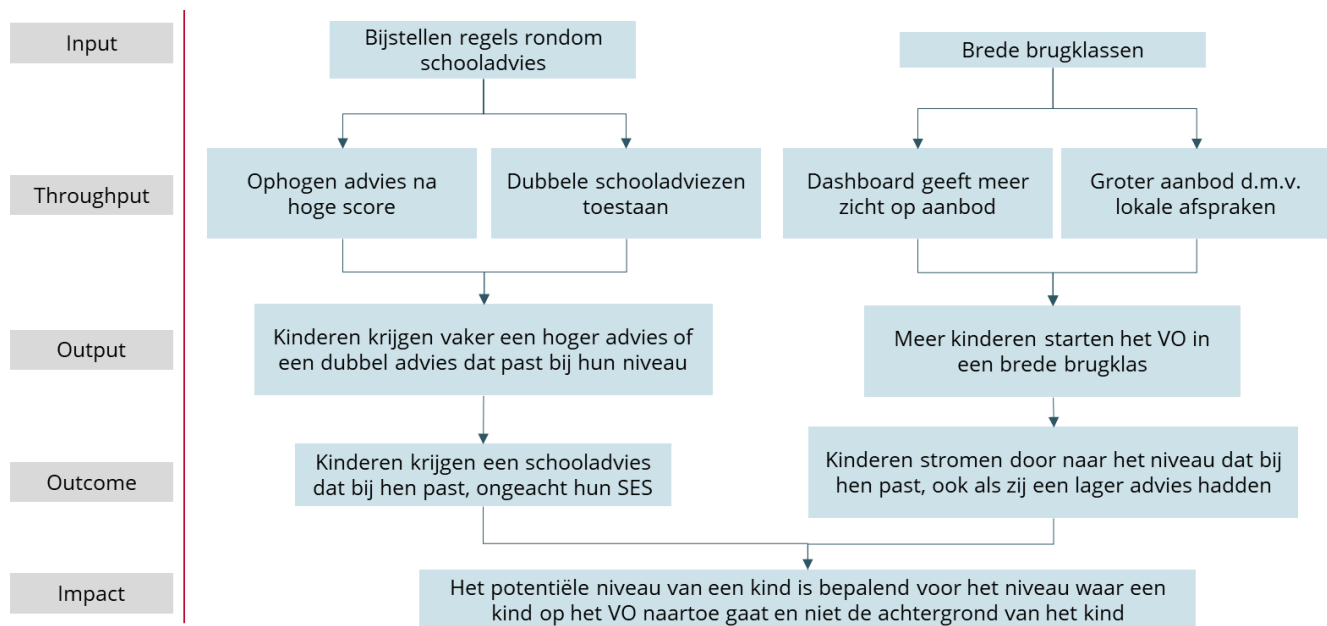 Input
Bijstellen regels rondom
schooladvies
Brede brugklassen
Throughput
Ophogen advies na
hoge score
Dubbele schooladviezen
toestaan
Dashboard geeft meer
zicht op aanbod
Groter aanbod d.m.v.
lokale afspraken
Output
Kinderen krijgen vaker een hoger advies of
een dubbel advies dat past bij hun niveau
Meer kinderen starten het VO in
een brede brugklas
Outcome
Kinderen krijgen een schooladvies
dat bij hen past, ongeacht hun SES
Kinderen stromen door naar het niveau dat bij
hen past, ook als zij een lager advies hadden
Impact
Het potentiële niveau van een kind is bepalend voor het niveau waar een
kind op het VO naartoe gaat en niet de achtergrond van het kind